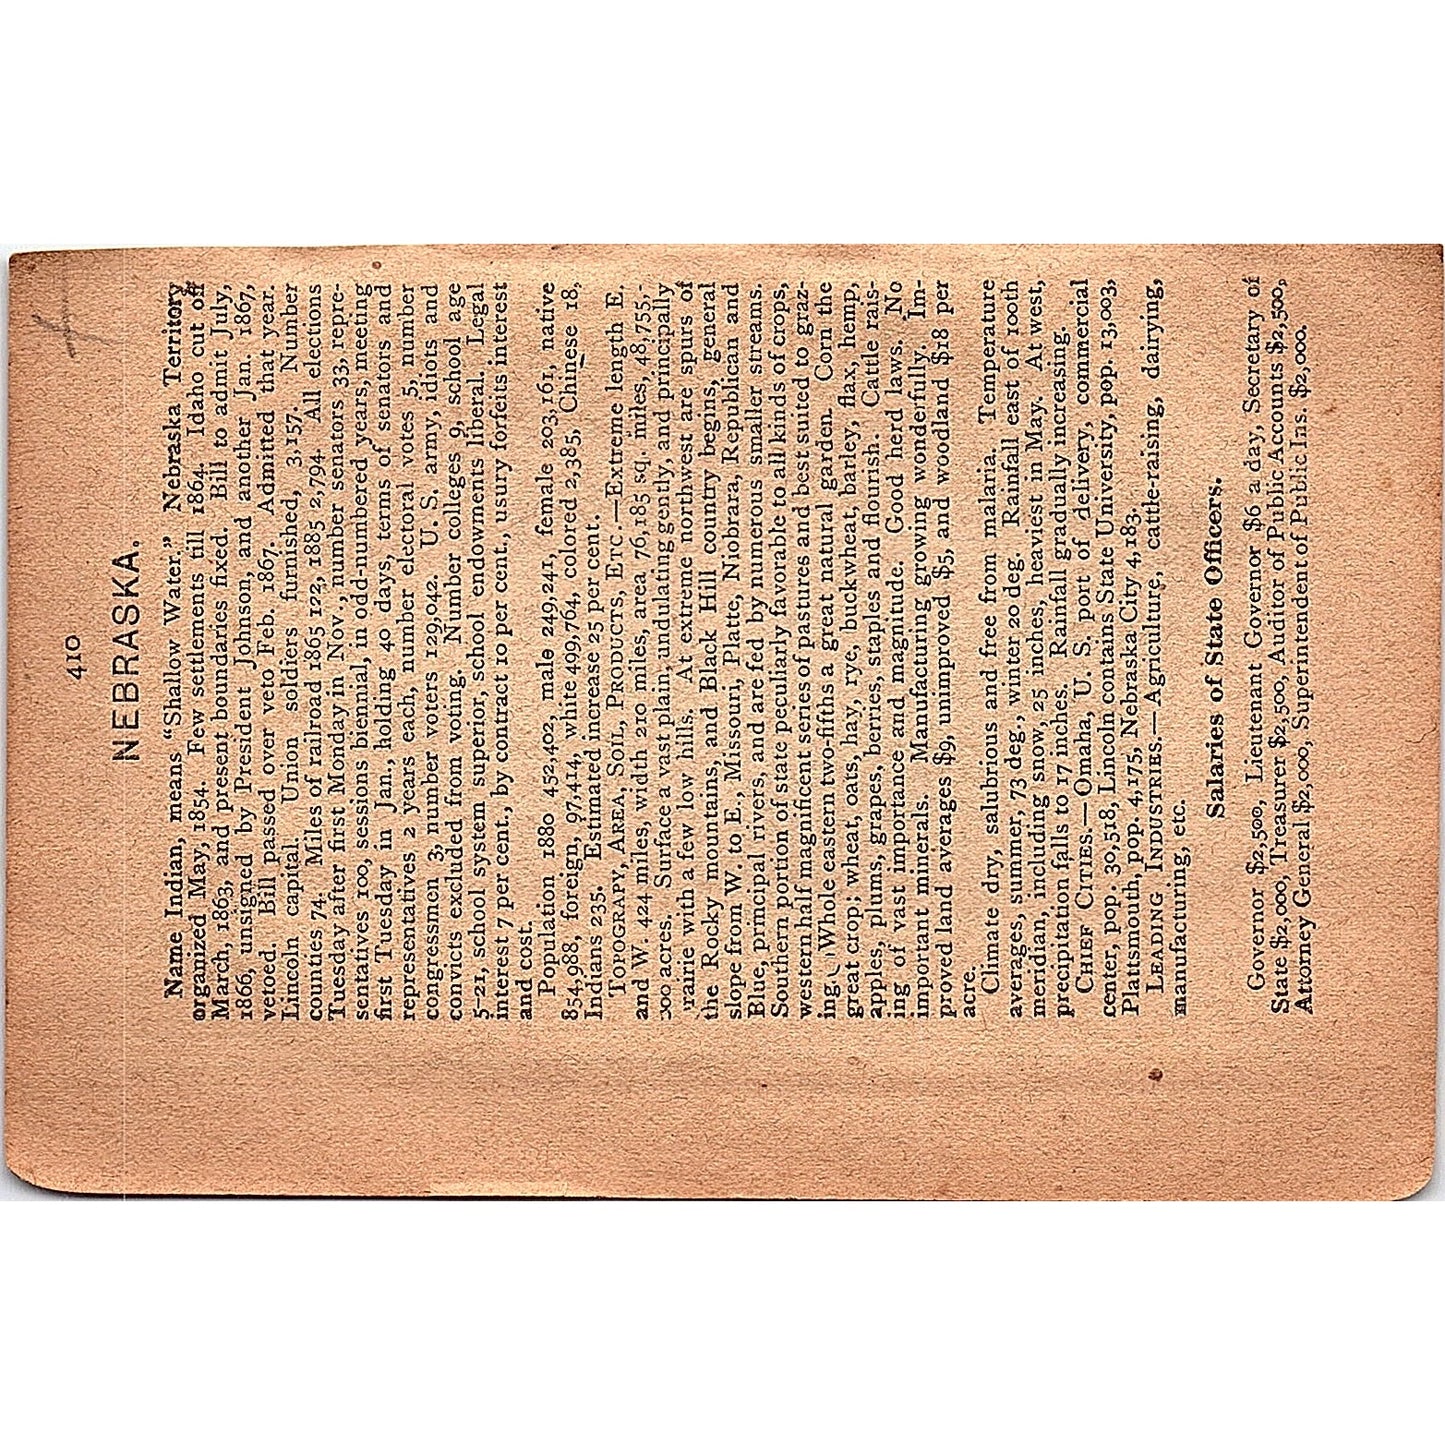 410
NEBRASKA.
Name Indian, means "Shallow Water." Nebraska Territory
organized May, 1854. Few settlements till 1864. Idaho cut off
March, 1863, and present boundaries fixed. Bill to admit July,
1866, unsigned by President Johnson, and another Jan. 1867,
vetoed. Bill passed over veto Feb. 1867. Admitted that year.
Lincoln capital. Union soldiers furnished, 3,157. Number
counties 74. Miles of railroad 1865 122, 1885 2,794. All elections
Tuesday after first Monday in Nov., number senators 33, repre-
sentatives 100, sessions biennial, in odd-numbered years, meeting
first Tuesday in Jan., holding 40 days, terms of senators and
representatives 2 years each, number electoral votes 5, number
congressmen 3, number voters 129,042. U. S. army, idiots and
convicts excluded from voting. Number colleges 9, school age
5-21, school system superior, school endowments liberal. Legal
interest 7 per cent., by contract 10 per cent., usury forfeits interest
and cost.
Population 1880 452,402, male 249,241, female 203,161, native
854,988, foreign, 97,414, white 499,764, colored 2,385, Chinese 18,
Indians 235. Estimated increase 25 per cent.
TOPOGRAPY, AREA, SOIL, PRODUCTS, ETC.—Extreme length E.
and W. 424 miles, width 210 miles, area 76,185 sq. miles, 48,755,-
000 acres. Surface a vast plain, undulating gently, and principally
rairie with a few low hills. At extreme northwest are spurs of
the Rocky mountains, and Black Hill country begins, general
slope from W. to E., Missouri, Platte, Niobrara, Republican and
Blue, principal rivers, and are fed by numerous smaller streams.
Southern portion of state peculiarly favorable to all kinds of crops,
western half magnificent series of pastures and best suited to graz-
ing. Whole eastern two-fifths a great natural garden. Corn the
great crop; wheat, oats, hay, rye, buckwheat, barley, flax, hemp,
apples, plums, grapes, berries, staples and flourish. Cattle rais-
ing of vast importance and magnitude. Good herd laws. No
important minerals. Manufacturing growing wonderfully. Im-
proved land averages $9, unimproved $5, and woodland $18 per
acre.
Climate dry, salubrious and free from malaria. Temperature
averages, summer, 73 deg., winter 20 deg. Rainfall east of 100th
meridian, including snow, 25 inches, heaviest in May. At west,
precipitation falls to 17 inches. Rainfall gradually increasing.
CHIEF CITIES.—Omaha, U. S. port of delivery, commercial
center, pop. 30,518, Lincoln contains State University, pop. 13,003,
Plattsmouth, pop. 4,175, Nebraska City 4,183.
LEADING INDUSTRIES.—Agriculture, cattle-raising, dairying,
manufacturing, etc.
Salaries of State Officers.
Governor $2,500, Lieutenant Governor $6 a day, Secretary of
State $2,000, Treasurer $2,500, Auditor of Public Accounts $2,500,
Attorney General $2,000, Superintendent of Public Ins. $2,000.